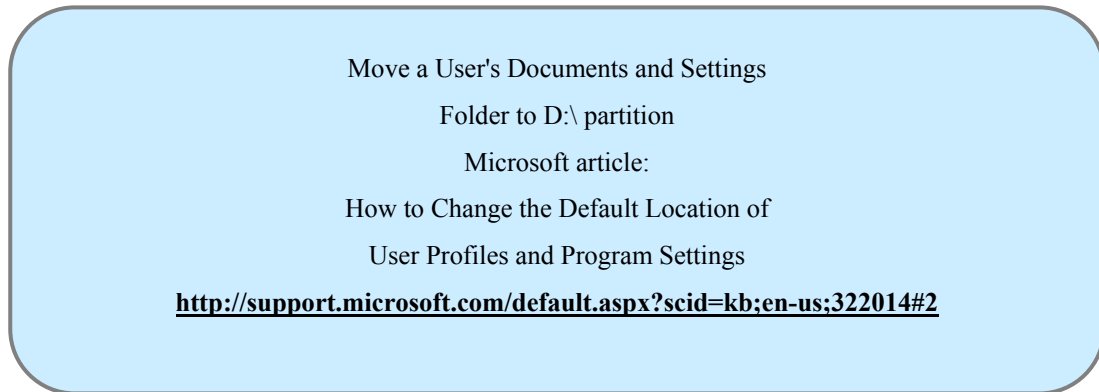 Move a User's Documents and Settings
Folder to D:\ partition
Microsoft article:
How to Change the Default Location of
User Profiles and Program Settings
http://support.microsoft.com/default.aspx?scid=kb;en-us;322014#2